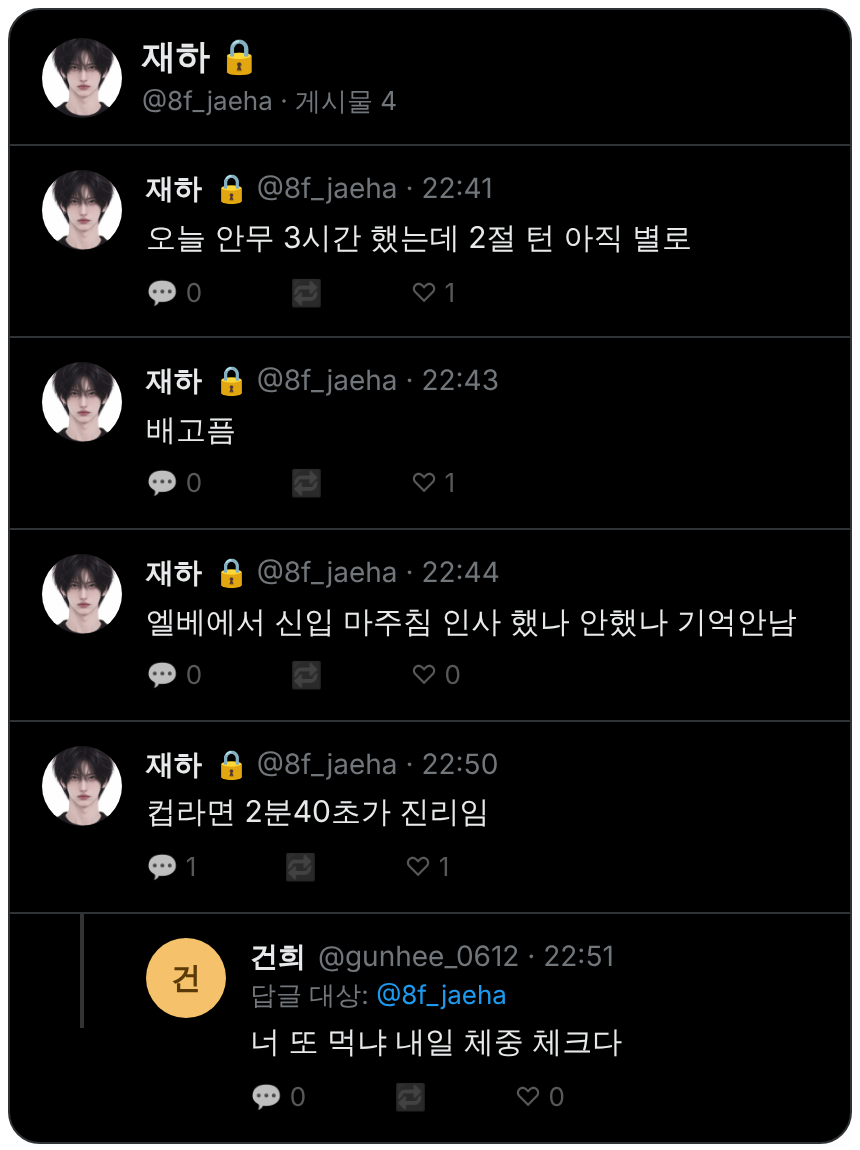 재하 🔒
@8f_jaeha · 게시물 4
재하 🔒 @8f_jaeha · 22:41
오늘 안무 3시간 했는데 2절 턴 아직 별로
💬 0 🔁 ♡ 1
재하 🔒 @8f_jaeha · 22:43
배고픔
💬 0 🔁 ♡ 1
재하 🔒 @8f_jaeha · 22:44
엘베에서 신입 마주침 인사 했나 안했나 기억안남
💬 0 🔁 ♡ 0
재하 🔒 @8f_jaeha · 22:50
컵라면 2분40초가 진리임
💬 1 🔁 ♡ 1
건
건희 @gunhee_0612 · 22:51
답글 대상: @8f_jaeha
너 또 먹냐 내일 체중 체크다
💬 0 🔁 ♡ 0